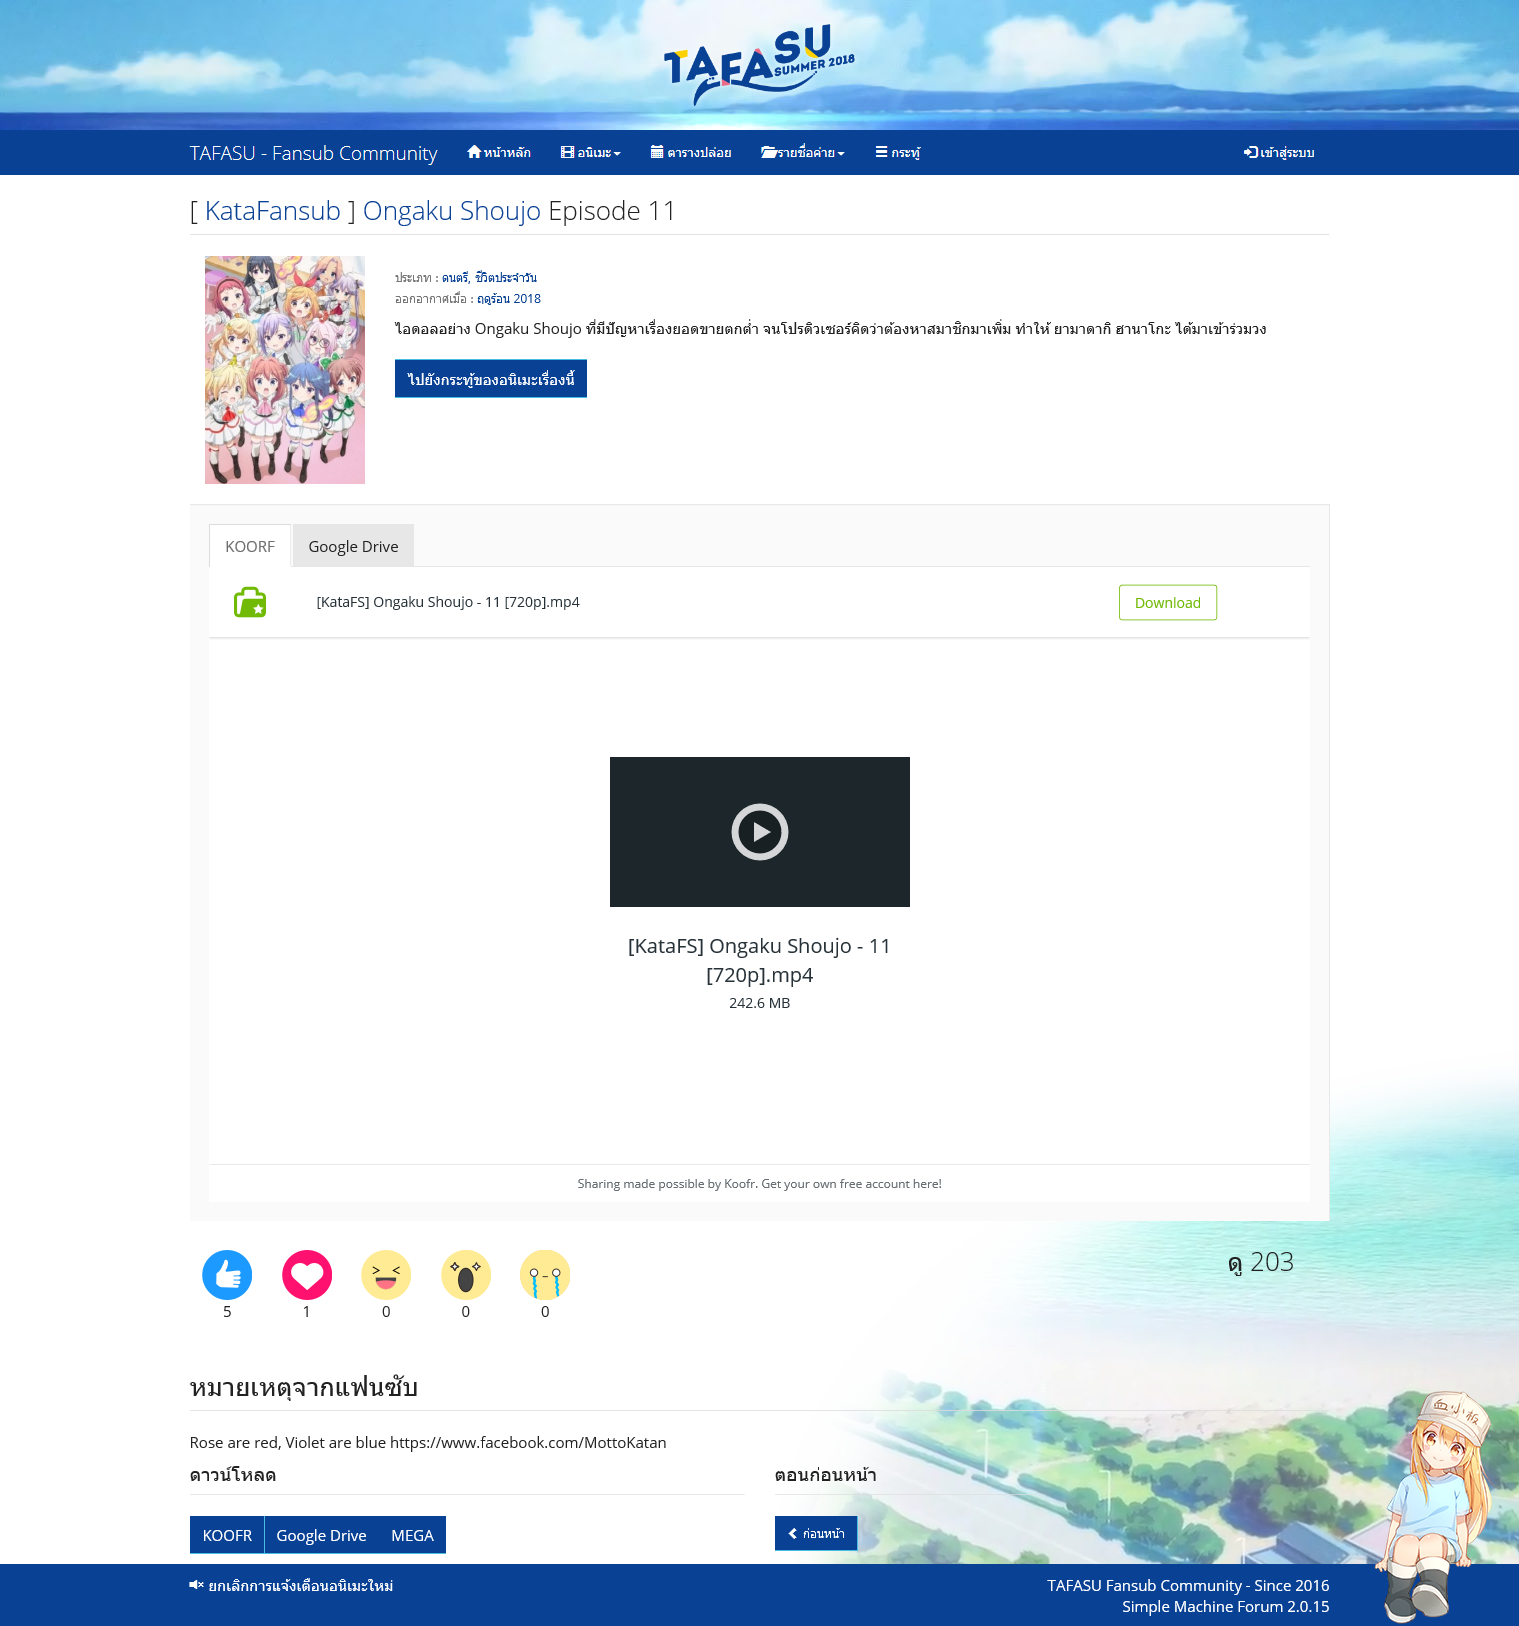 TAFASU
SUMMER 2018
TAFASU - Fansub Community
หน้าหลัก
อนิเมะ
ตารางปล่อย
รายชื่อค่าย
กระทู้
เข้าสู่ระบบ
[ KataFansub ] Ongaku Shoujo Episode 11
ประเภท : ดนตรี, ชีวิตประจำวัน
ออกอากาศเมื่อ : ฤดูร้อน 2018
ไอดอลอย่าง Ongaku Shoujo ที่มีปัญหาเรื่องยอดขายตกต่ำ จนโปรดิวเซอร์คิดว่าต้องหาสมาชิกมาเพิ่ม ทำให้ ยามาดากิ ฮานาโกะ ได้มาเข้าร่วมวง
ไปยังกระทู้ของอนิเมะเรื่องนี้
KOORF
Google Drive
[KataFS] Ongaku Shoujo - 11 [720p].mp4
Download
[KataFS] Ongaku Shoujo - 11
[720p].mp4
242.6 MB
Sharing made possible by Koofr. Get your own free account here!
5
1
0
0
0
ดู 203
หมายเหตุจากแฟนซับ
Rose are red, Violet are blue https://www.facebook.com/MottoKatan
ดาวน์โหลด
ตอนก่อนหน้า
KOOFR
Google Drive
MEGA
ก่อนหน้า
血小板
ยกเลิกการแจ้งเตือนอนิเมะใหม่
TAFASU Fansub Community - Since 2016
Simple Machine Forum 2.0.15